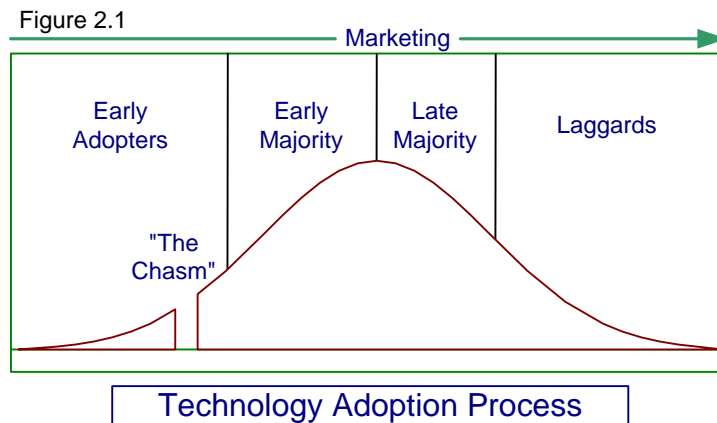 Figure 2.1
Marketing
Early
Adopters
Early
Majority
Late
Majority
Laggards
"The
Chasm"
Technology Adoption Process